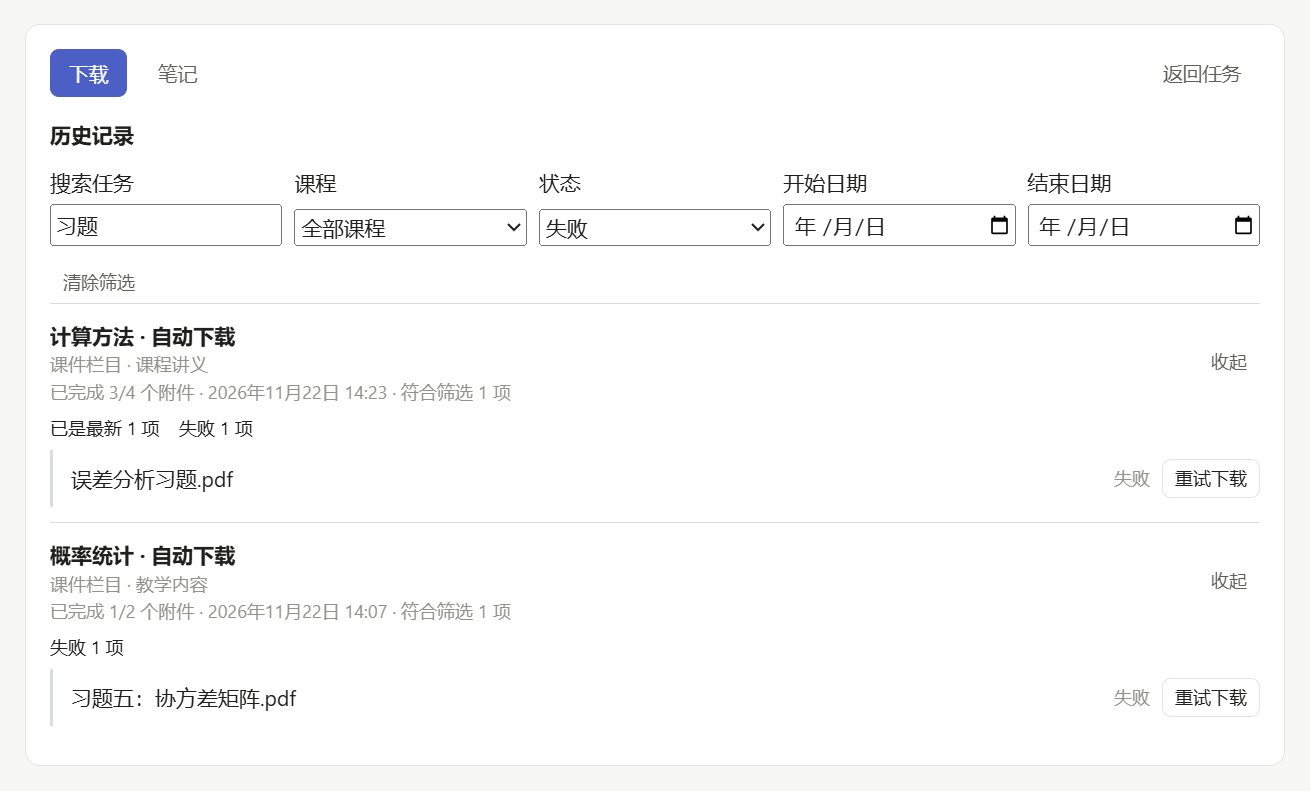 下载 笔记 返回任务
历史记录
搜索任务 课程 状态 开始日期 结束日期
习题 全部课程 失败 年 /月/日 年 /月/日
清除筛选
计算方法 · 自动下载
课件栏目 · 课程讲义
收起
已完成 3/4 个附件 · 2026年11月22日 14:23 · 符合筛选 1 项
已是最新 1 项 失败 1 项
误差分析习题.pdf 失败 重试下载
概率统计 · 自动下载
课件栏目 · 教学内容
收起
已完成 1/2 个附件 · 2026年11月22日 14:07 · 符合筛选 1 项
失败 1 项
习题五：协方差矩阵.pdf 失败 重试下载